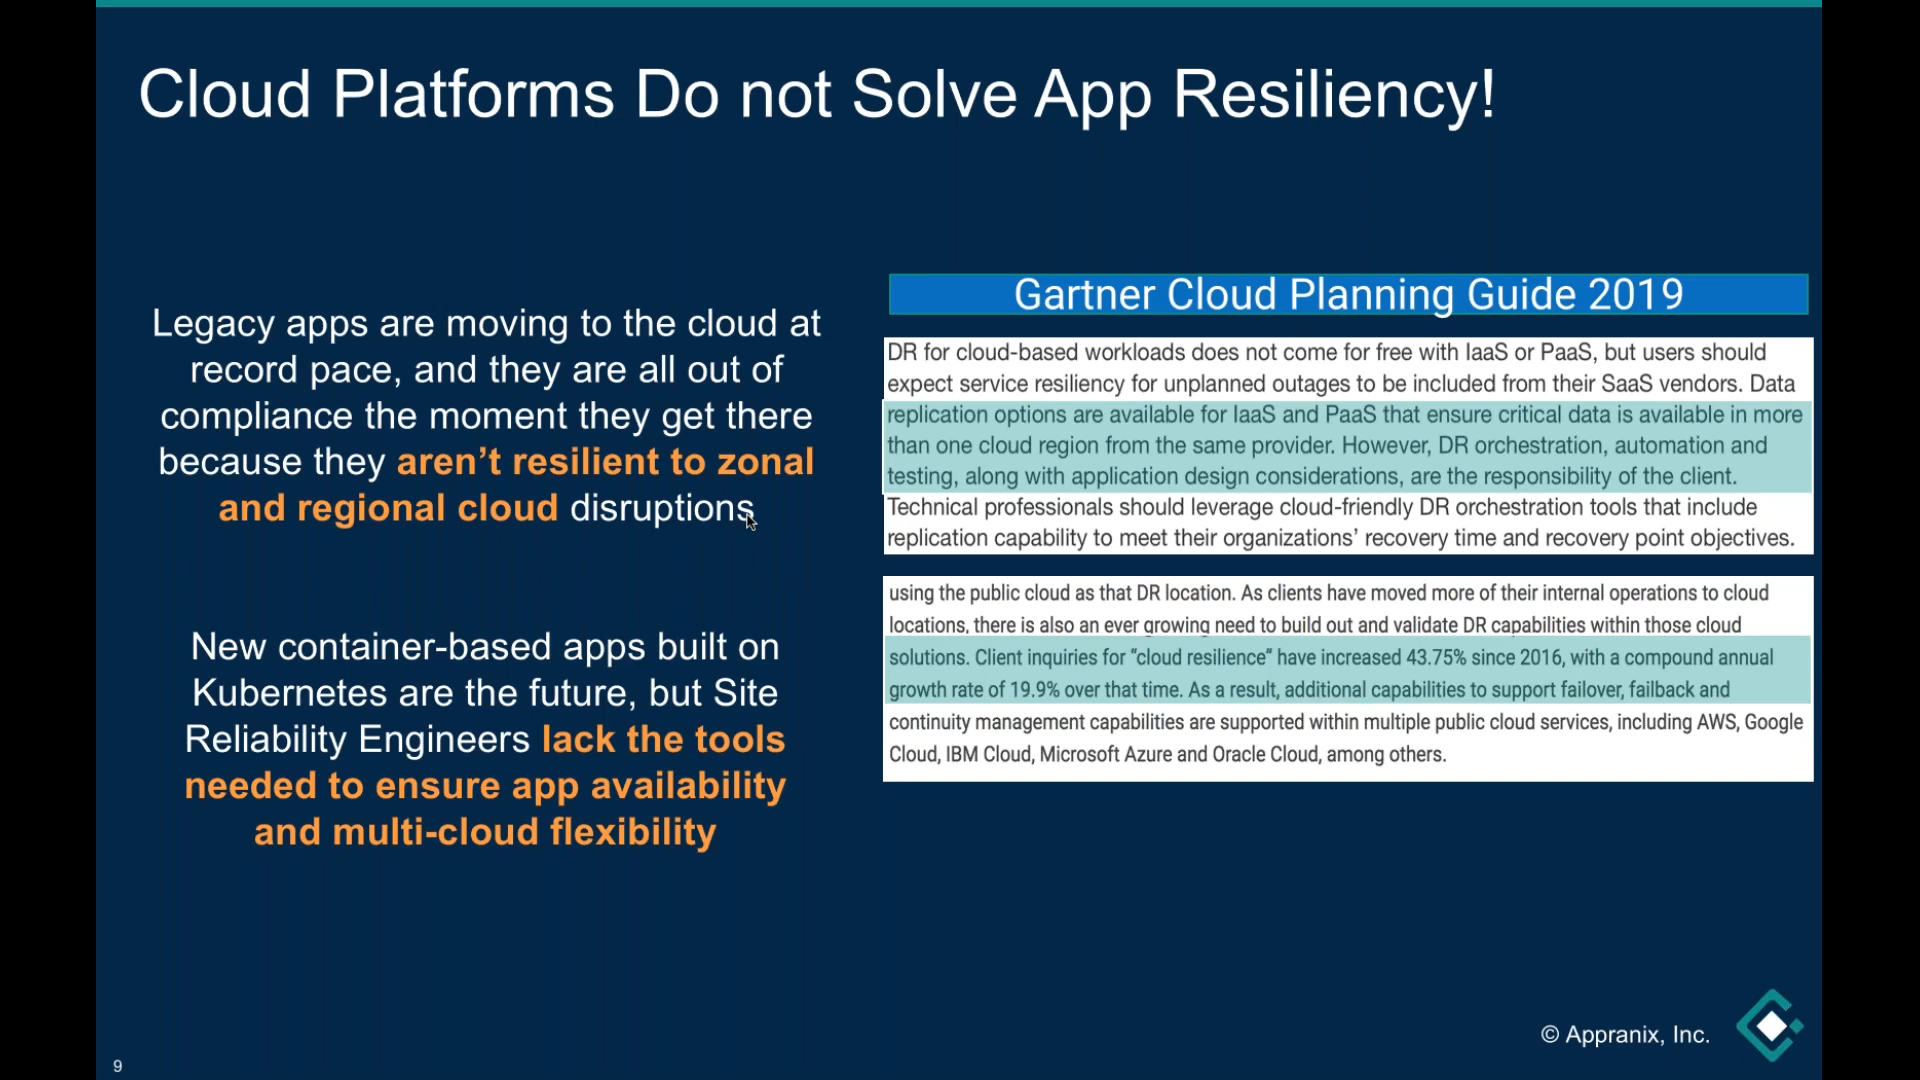 Cloud Platforms Do not Solve App Resiliency!
Legacy apps are moving to the cloud at
record pace, and they are all out of
compliance the moment they get there
because they aren’t resilient to zonal
and regional cloud disruptions
New container-based apps built on
Kubernetes are the future, but Site
Reliability Engineers lack the tools
needed to ensure app availability
and multi-cloud flexibility
Gartner Cloud Planning Guide 2019
DR for cloud-based workloads does not come for free with IaaS or PaaS, but users should
expect service resiliency for unplanned outages to be included from their SaaS vendors. Data
replication options are available for IaaS and PaaS that ensure critical data is available in more
than one cloud region from the same provider. However, DR orchestration, automation and
testing, along with application design considerations, are the responsibility of the client.
Technical professionals should leverage cloud-friendly DR orchestration tools that include
replication capability to meet their organizations’ recovery time and recovery point objectives.
using the public cloud as that DR location. As clients have moved more of their internal operations to cloud
locations, there is also an ever growing need to build out and validate DR capabilities within those cloud
solutions. Client inquiries for “cloud resilience” have increased 43.75% since 2016, with a compound annual
growth rate of 19.9% over that time. As a result, additional capabilities to support failover, failback and
continuity management capabilities are supported within multiple public cloud services, including AWS, Google
Cloud, IBM Cloud, Microsoft Azure and Oracle Cloud, among others.
© Appranix, Inc.
9